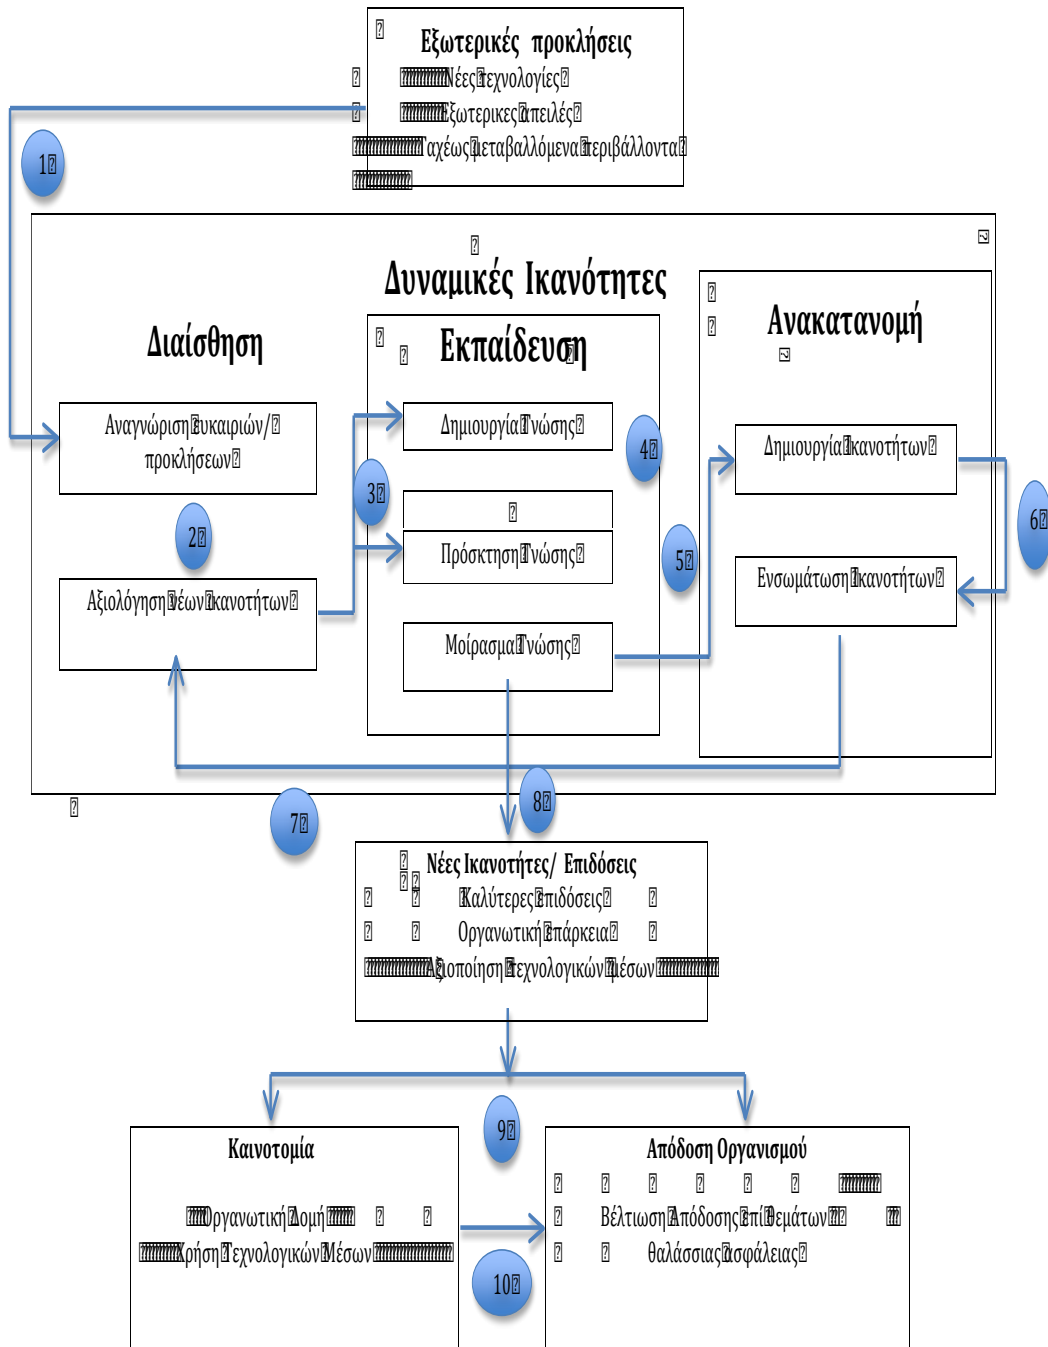 Εξωτερικές προκλήσεις
Νέες τεχνολογίες
Εξωτερικες απειλές
Ταχέως μεταβαλλόμενα περιβάλλοντα
1
Δυναμικές Ικανότητες
Διαίσθηση
Εκπαίδευση
Ανακατανομή
Αναγνώριση ευκαιριών/
προκλήσεων
Δημιουργία Γνώσης
4
Δημιουργία Ικανοτήτων
3
2
6
Πρόσκτηση Γνώσης
5
Αξιολόγηση νέων ικανοτήτων
Ενσωμάτωση Ικανοτήτων
Μοίρασμα Γνώσης
7
8
Νέες Ικανοτήτες/ Επιδόσεις
Καλύτερες επιδόσεις
Οργανωτική επάρκεια
Αξιοποίηση τεχνολογικών μέσων
9
Καινοτομία
Οργανωτική Δομή
Χρήση Τεχνολογικών Μέσων
Απόδοση Οργανισμού
Βέλτιωση Απόδοσης επί θεμάτων
θαλάσσιας ασφάλειας
10